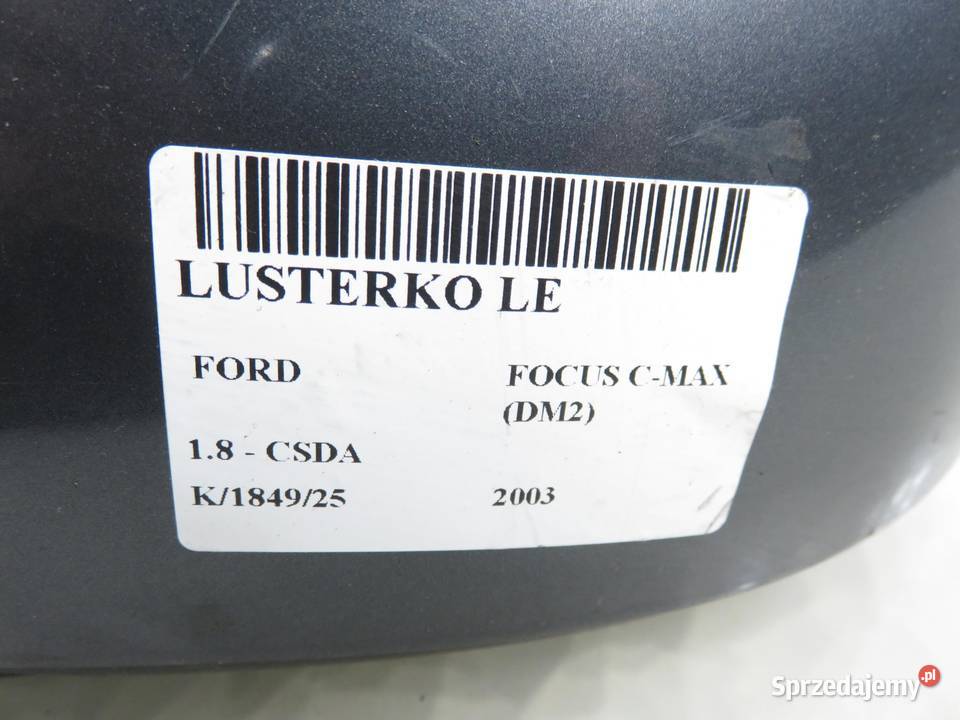 LUSTERKO LE
FORD FOCUS C-MAX
(DM2)
1.8 - CSDA
K/1849/25 2003
Sprzedajemy.pl